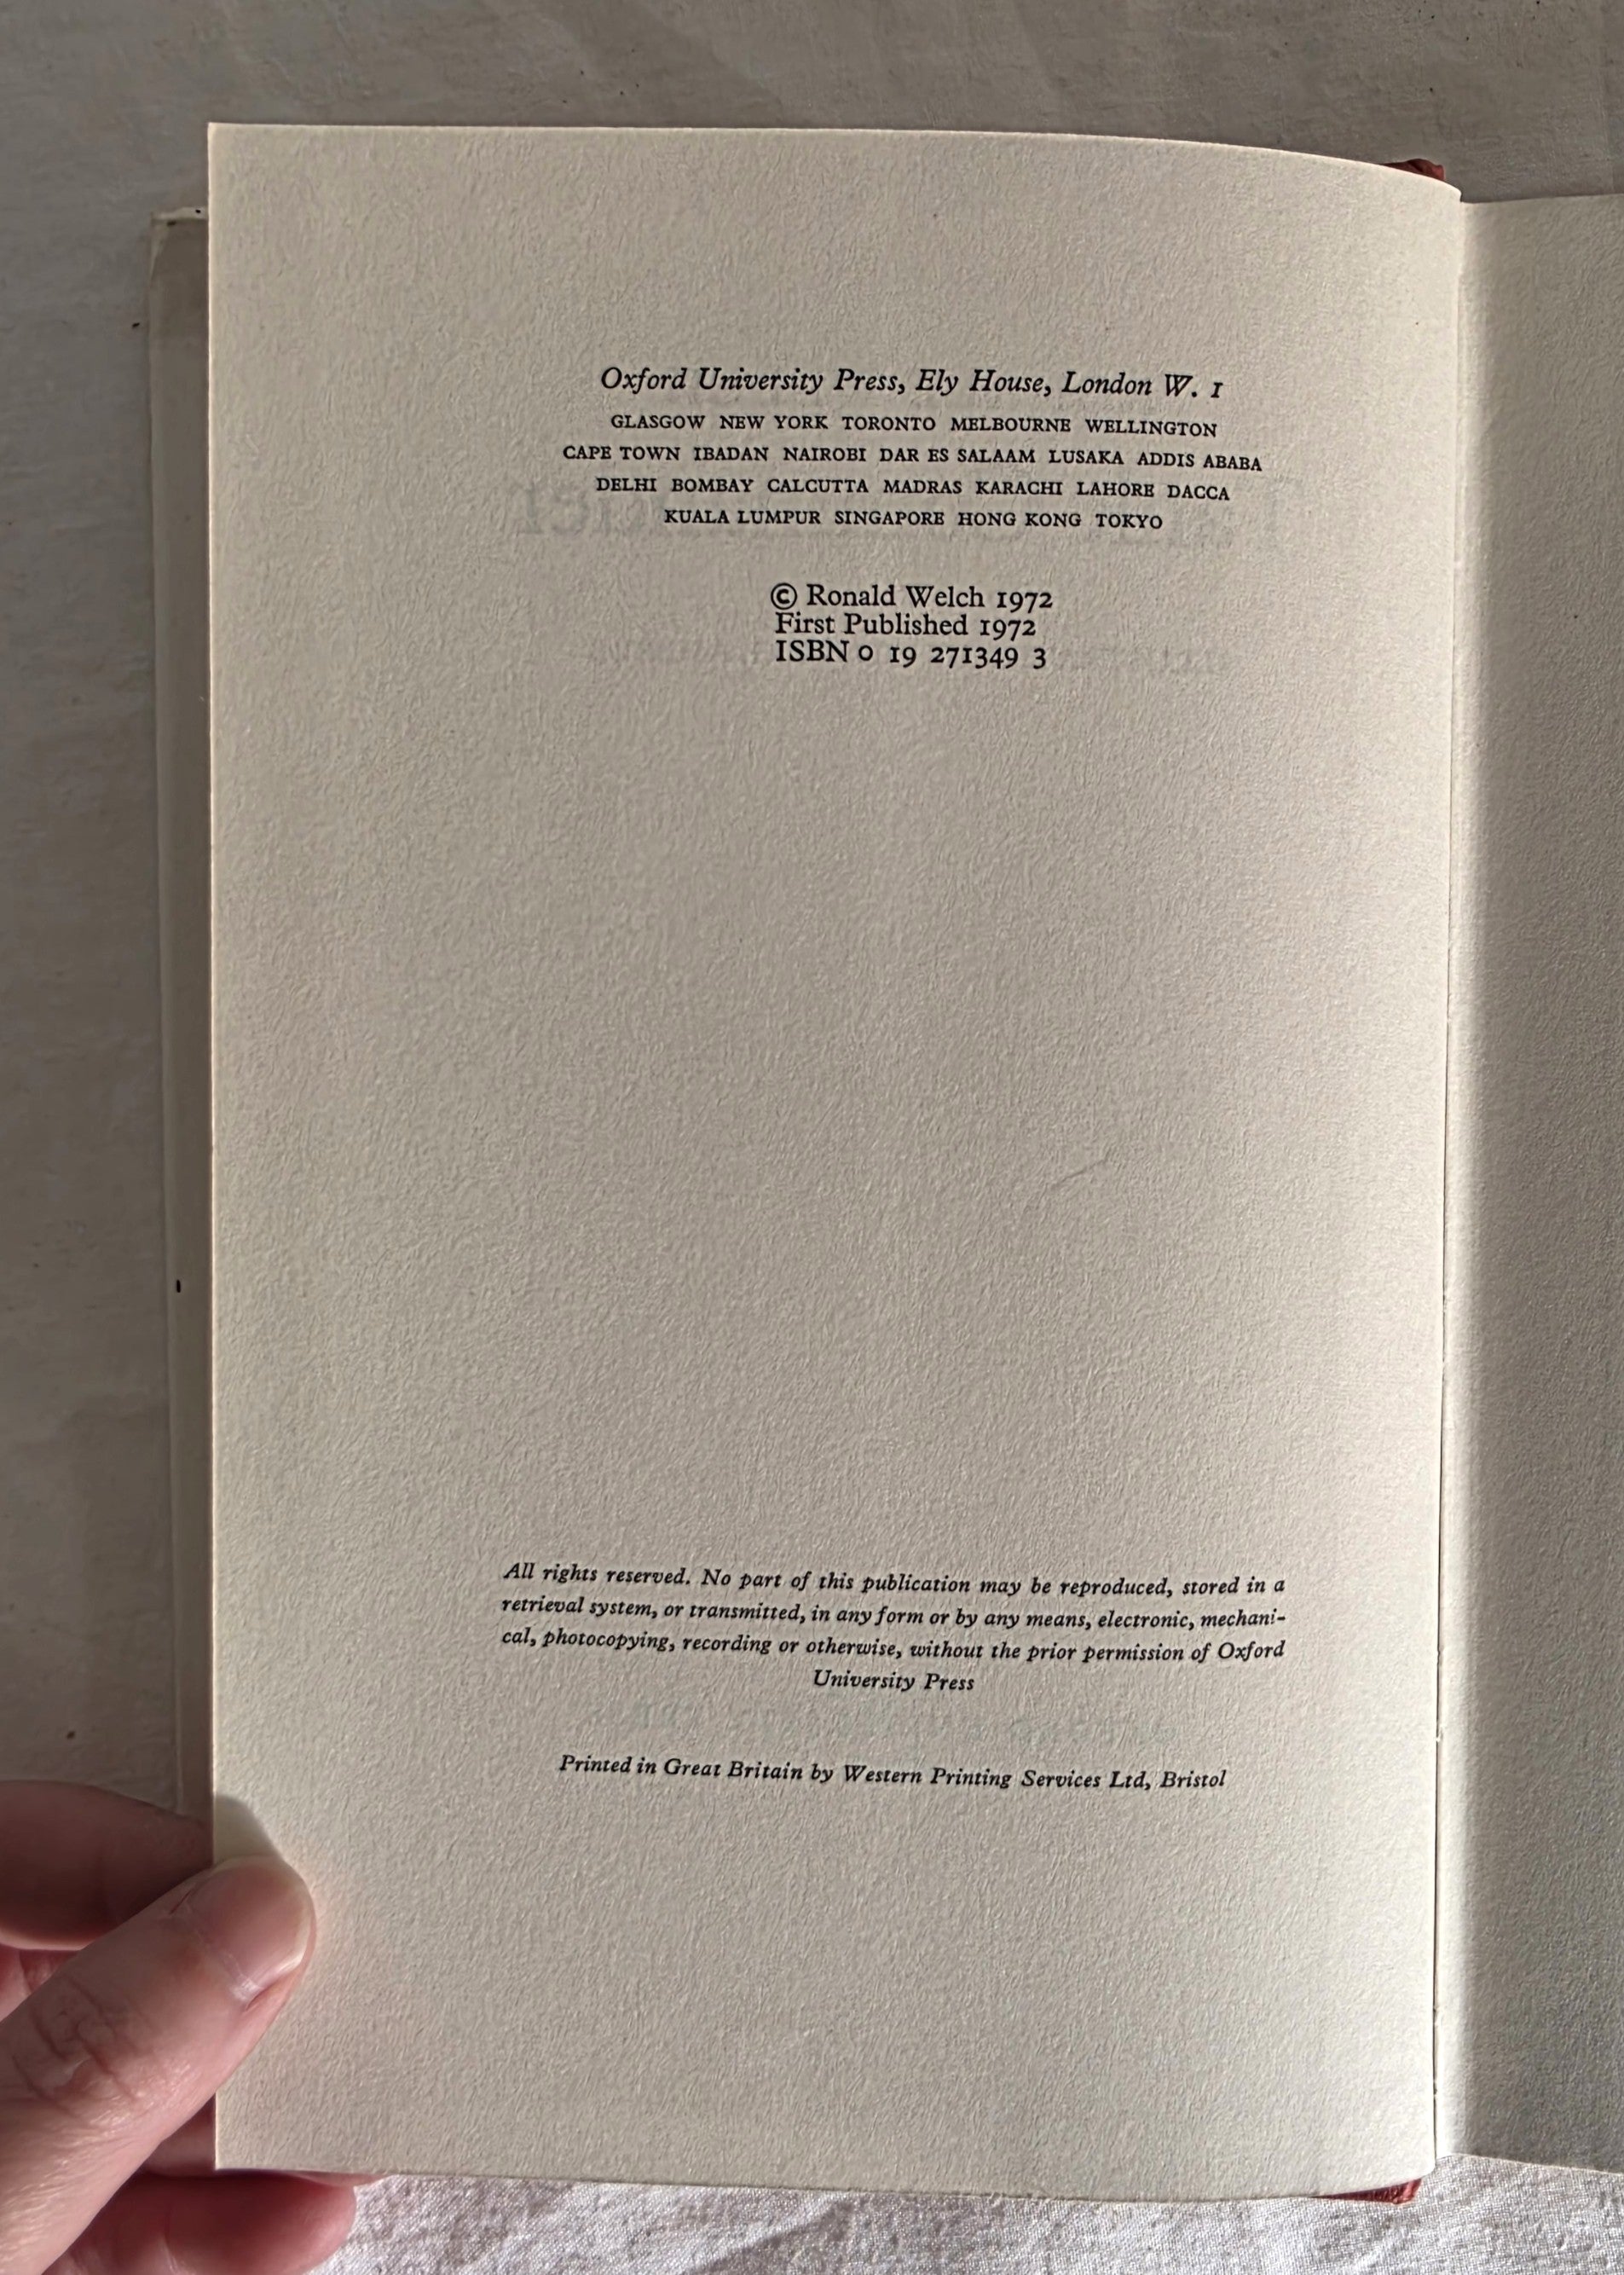 Oxford University Press, Ely House, London W. 1
GLASGOW NEW YORK TORONTO MELBOURNE WELLINGTON
CAPE TOWN IBADAN NAIROBI DAR ES SALAAM LUSAKA ADDIS ABABA
DELHI BOMBAY CALCUTTA MADRAS KARACHI LAHORE DACCA
KUALA LUMPUR SINGAPORE HONG KONG TOKYO
© Ronald Welch 1972
First Published 1972
ISBN 0 19 271349 3
All rights reserved. No part of this publication may be reproduced, stored in a
retrieval system, or transmitted, in any form or by any means, electronic, mechani-
cal, photocopying, recording or otherwise, without the prior permission of Oxford
University Press
Printed in Great Britain by Western Printing Services Ltd, Bristol